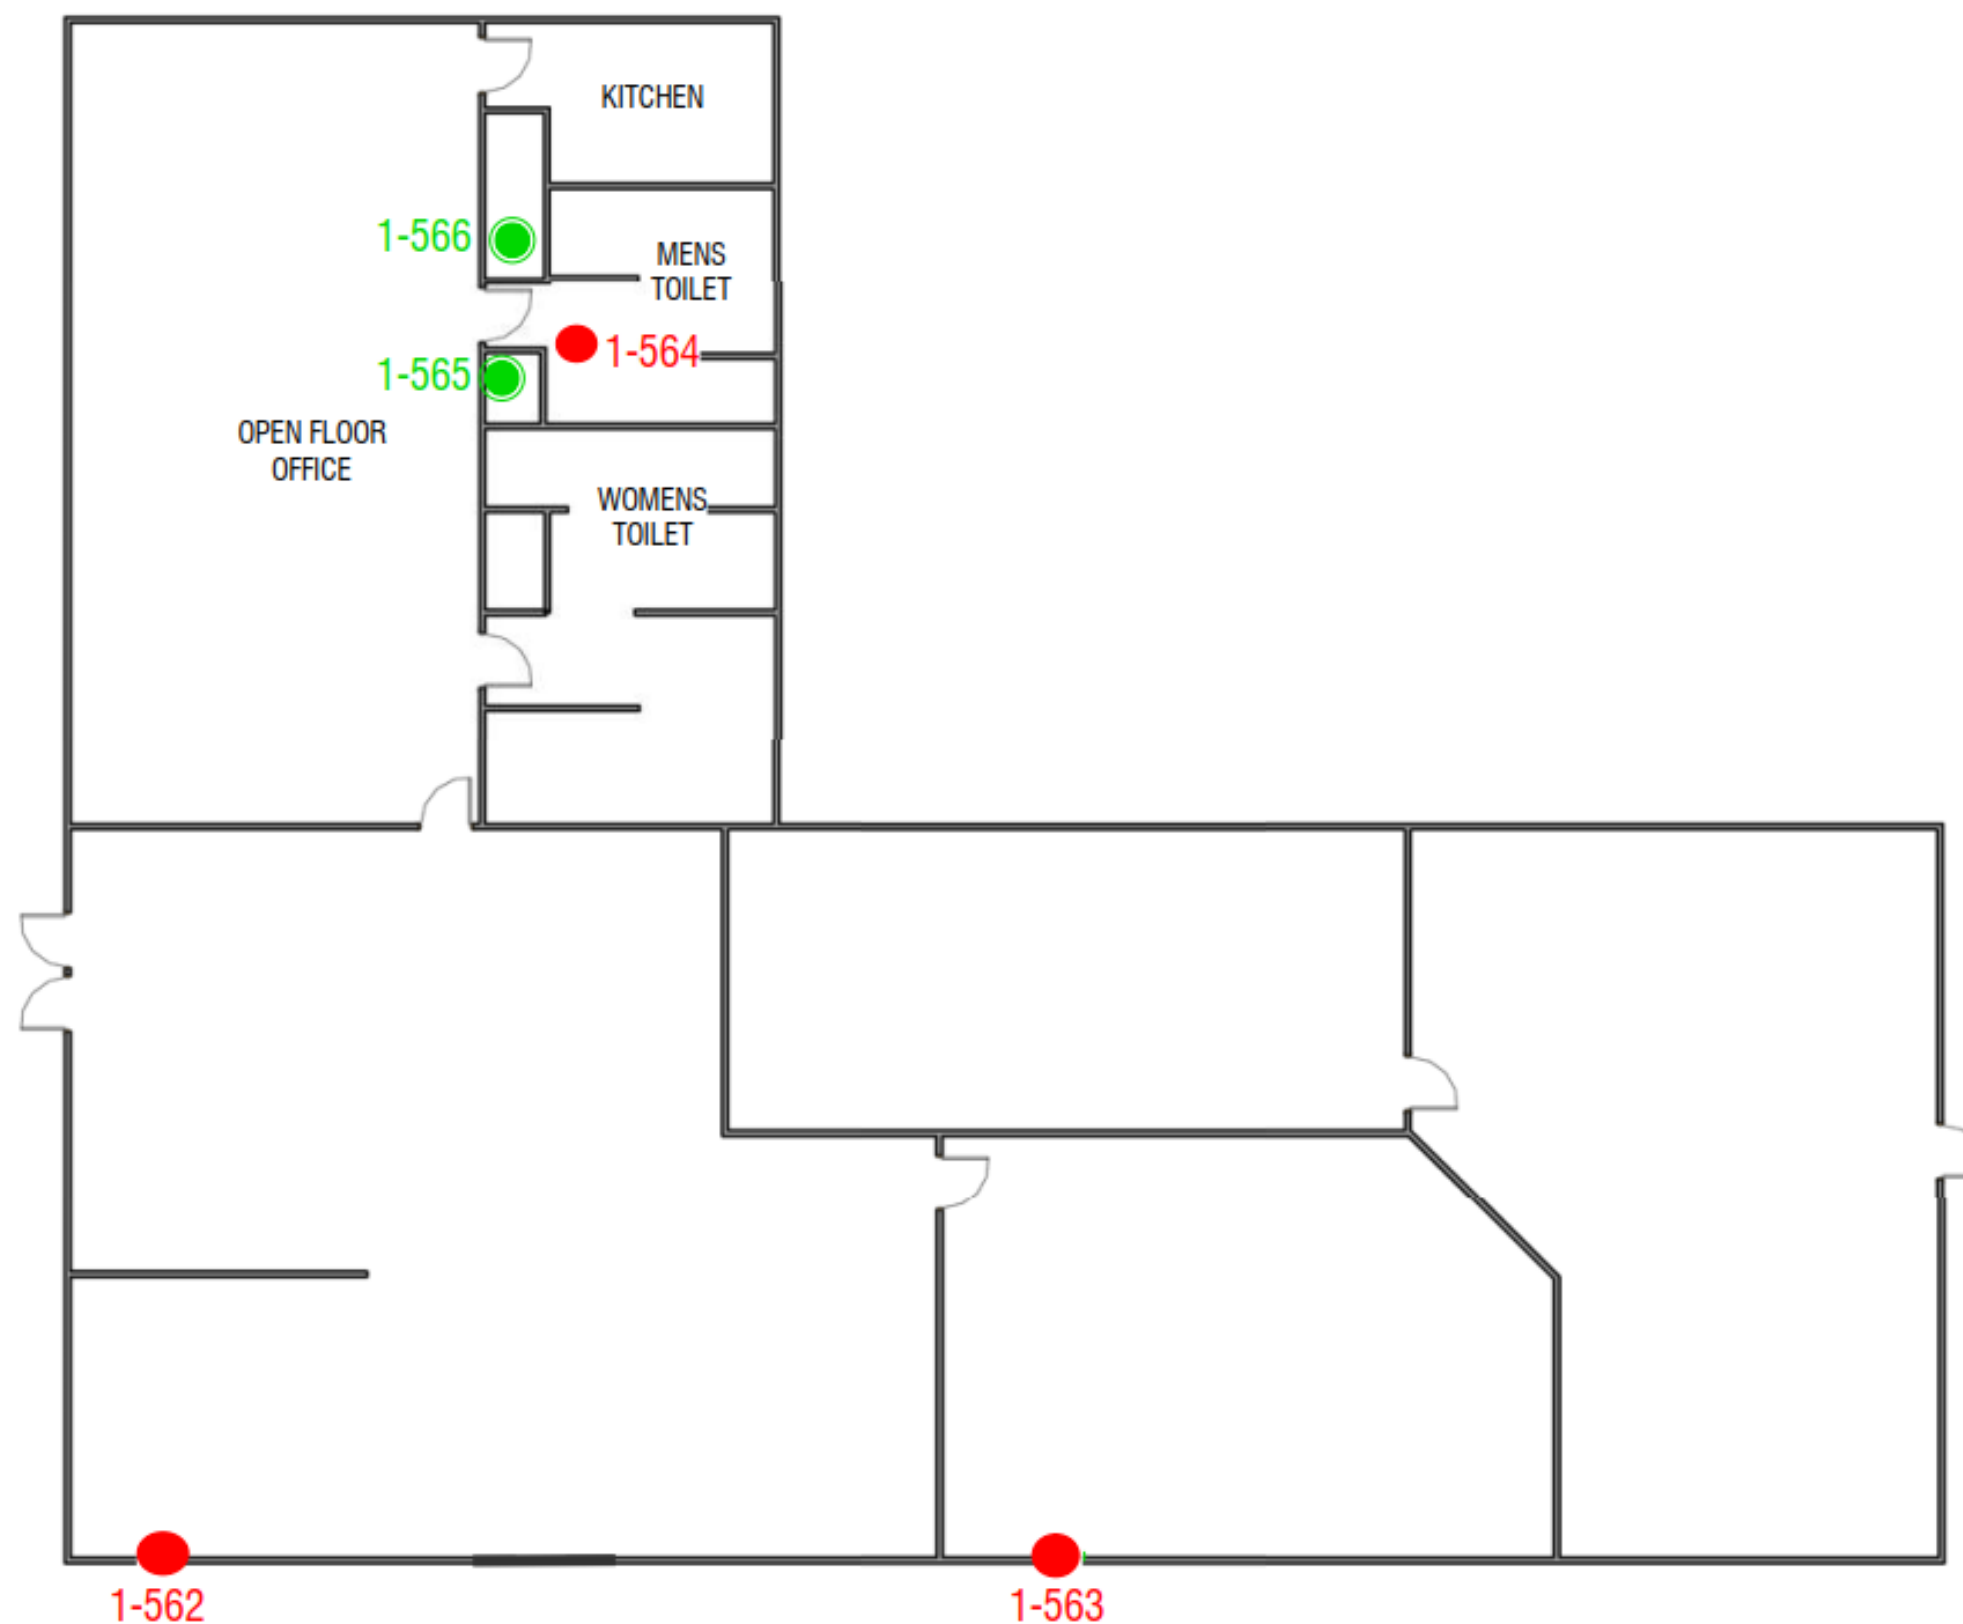 KITCHEN
1-566
MENS
TOILET
1-564
1-565
OPEN FLOOR
OFFICE
WOMENS
TOILET
1-562
1-563